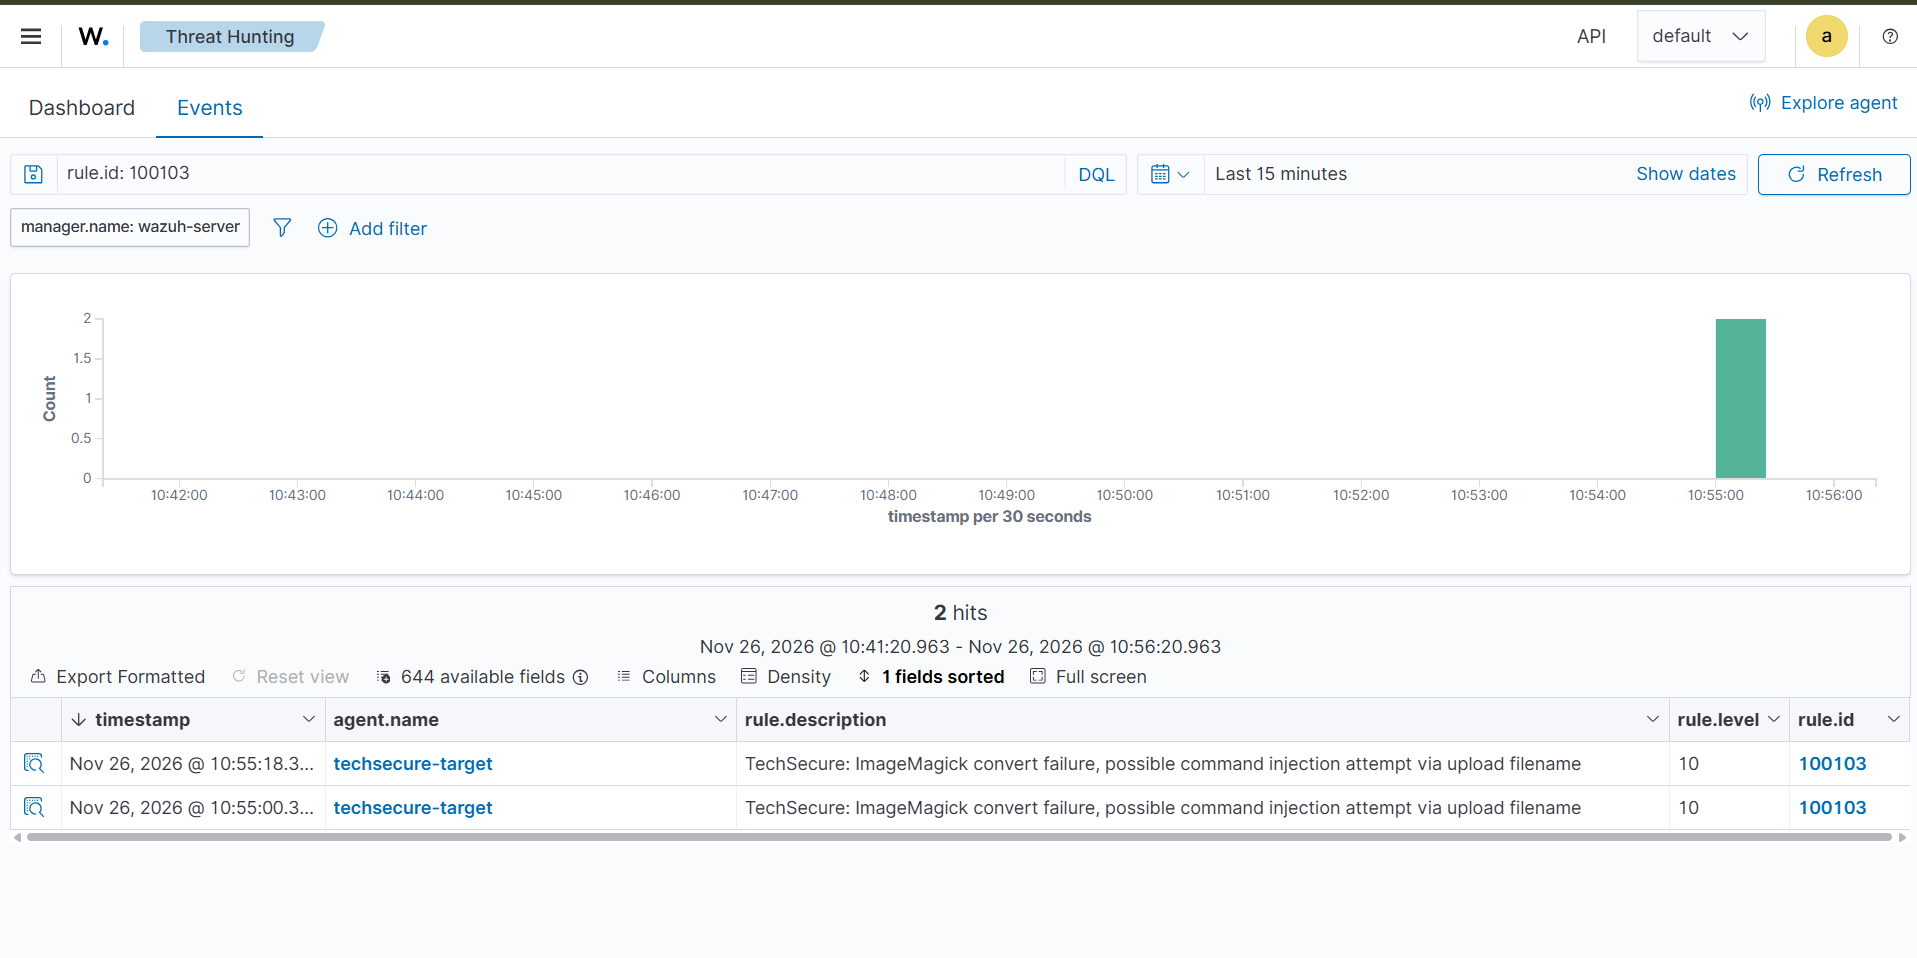 W. Threat Hunting API default a
Dashboard Events Explore agent
rule.id: 100103 DQL Last 15 minutes Show dates Refresh
manager.name: wazuh-server Add filter
2
1.5
1
0.5
0
Count
10:42:00 10:43:00 10:44:00 10:45:00 10:46:00 10:47:00 10:48:00 10:49:00 10:50:00 10:51:00 10:52:00 10:53:00 10:54:00 10:55:00 10:56:00
timestamp per 30 seconds
2 hits
Nov 26, 2026 @ 10:41:20.963 - Nov 26, 2026 @ 10:56:20.963
Export Formatted Reset view 644 available fields Columns Density 1 fields sorted Full screen
timestamp agent.name rule.description rule.level rule.id
Nov 26, 2026 @ 10:55:18.3... techsecure-target TechSecure: ImageMagick convert failure, possible command injection attempt via upload filename 10 100103
Nov 26, 2026 @ 10:55:00.3... techsecure-target TechSecure: ImageMagick convert failure, possible command injection attempt via upload filename 10 100103